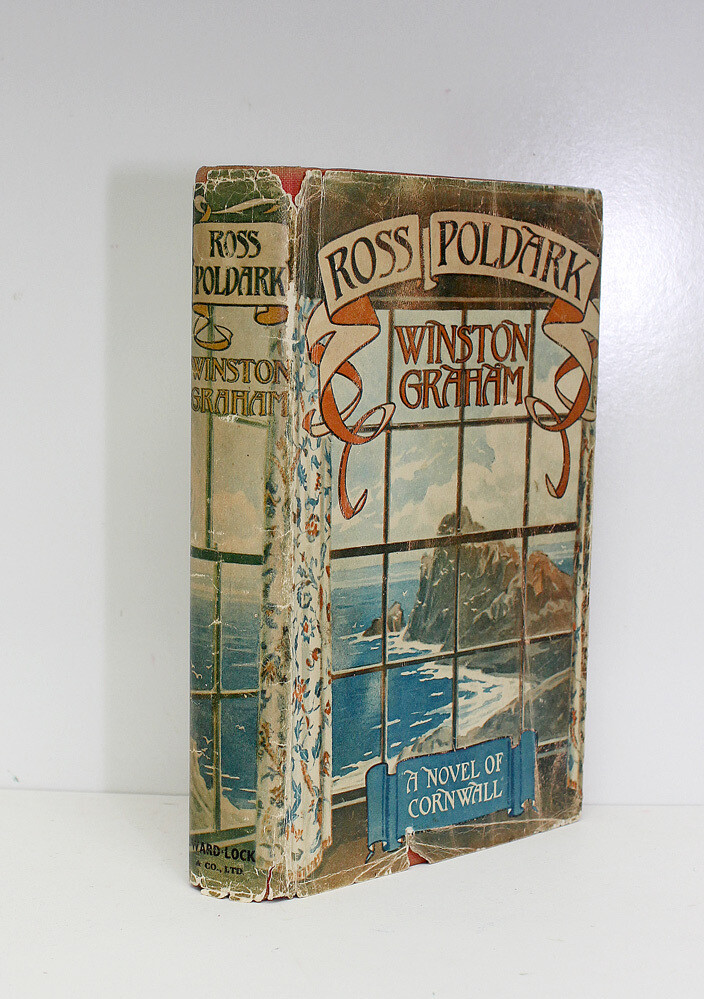 ROSS
POLDARK
WINSTON
GRAHAM
WARD·LOCK
& CO., LTD
ROSS POLDARK
WINSTON
GRAHAM
A NOVEL OF
CORNWALL